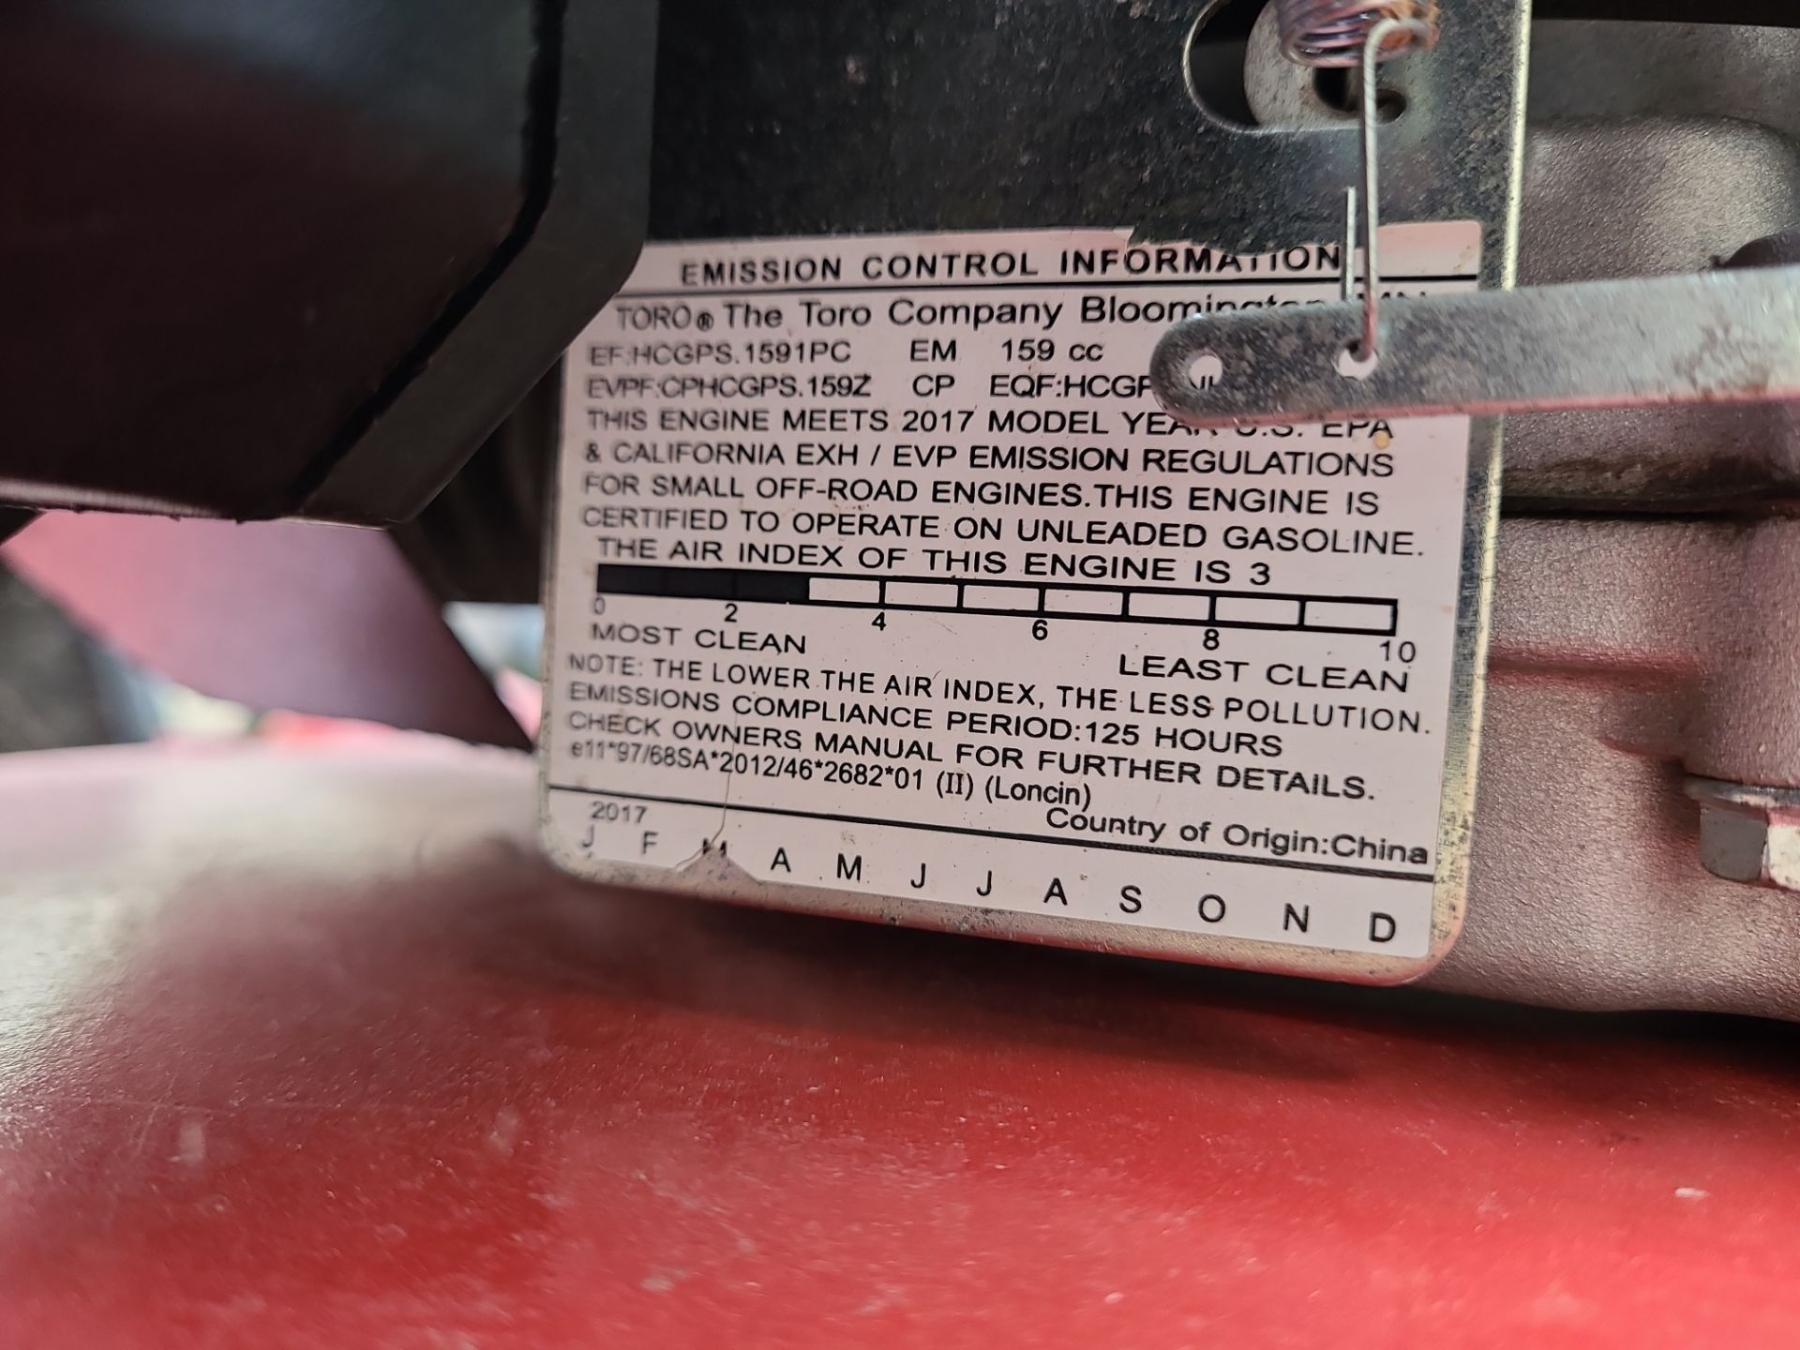 EMISSION CONTROL INFORMATION
TORO® The Toro Company
EF:HCGPS.1591PC EM 159 cc
EVPF:CPHCGPS.159Z CP
THIS ENGINE MEETS 2017 MODEL YEAR U.S. EPA
& CALIFORNIA EXH / EVP EMISSION REGULATIONS
FOR SMALL OFF-ROAD ENGINES.THIS ENGINE IS
CERTIFIED TO OPERATE ON UNLEADED GASOLINE.
THE AIR INDEX OF THIS ENGINE IS 3
0 2 4 6 8 10
MOST CLEAN LEAST CLEAN
NOTE: THE LOWER THE AIR INDEX, THE LESS POLLUTION.
EMISSIONS COMPLIANCE PERIOD:125 HOURS
CHECK OWNERS MANUAL FOR FURTHER DETAILS.
e11*97/68SA*2012/46*2682*01 (II) (Loncin)
Country of Origin:China
2017
J F M A M J J A S O N D